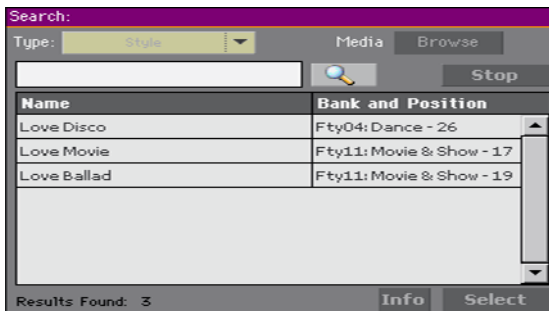 Search:
Type: Style Media Browse
Stop
Name Bank and Position
Love Disco Fty04: Dance - 26
Love Movie Fty11: Movie & Show - 17
Love Ballad Fty11: Movie & Show - 19
Results Found: 3 Info Select